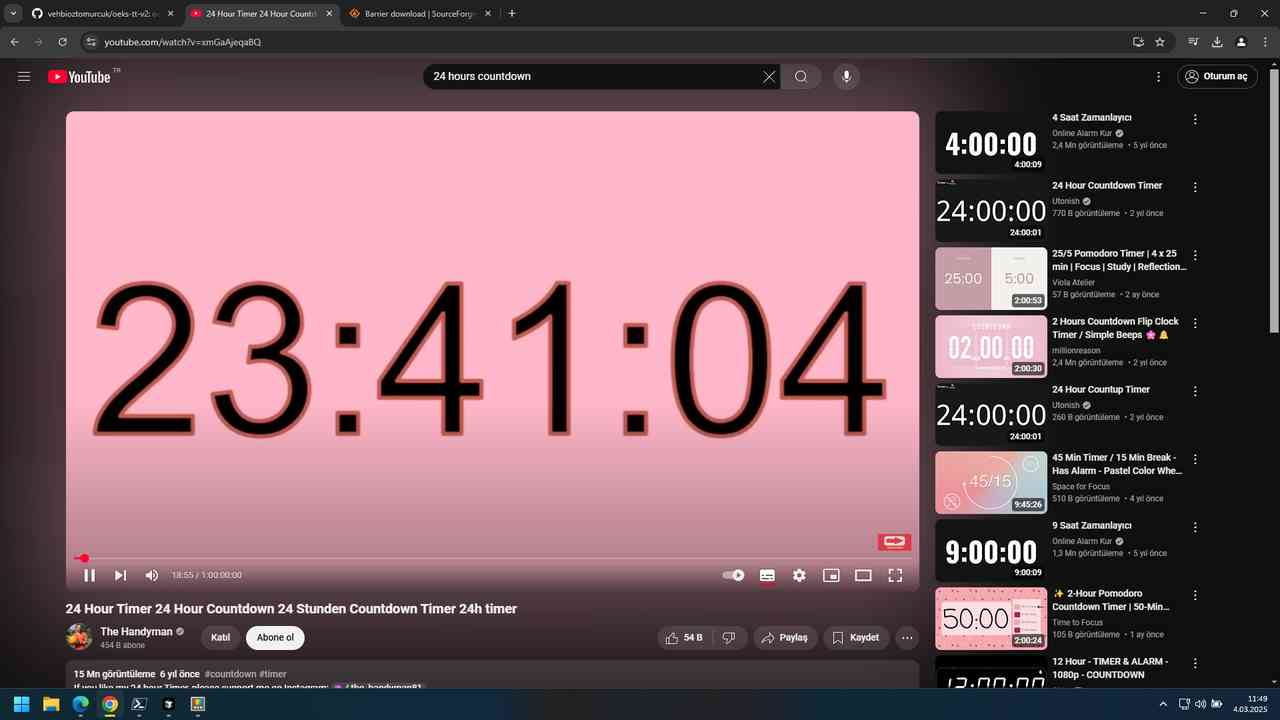 vehbioztomurcuk/oeks-tt-v2: o
24 Hour Timer 24 Hour Countd
Barrier download | SourceForge
youtube.com/watch?v=xmGaAjeqaBQ
YouTube TR
24 hours countdown
Oturum aç
23:41:04
18:55 / 1:00:00:00
24 Hour Timer 24 Hour Countdown 24 Stunden Countdown Timer 24h timer
The Handyman
454 B abone
Katıl
Abone ol
54 B
Paylaş
Kaydet
15 Mn görüntüleme 6 yıl önce #countdown #timer
If you like my 24 hour Timer, please support me on Instagram: / the_handyman81
4:00:00
4:00:09
4 Saat Zamanlayıcı
Online Alarm Kur
2,4 Mn görüntüleme • 5 yıl önce
24:00:00
24:00:01
24 Hour Countdown Timer
Utonish
770 B görüntüleme • 2 yıl önce
25:00
5:00
2:00:53
25/5 Pomodoro Timer | 4 x 25
min | Focus | Study | Reflection...
Viola Atelier
57 B görüntüleme • 2 ay önce
COUNTDOWN
02:00:00
2:00:30
2 Hours Countdown Flip Clock
Timer / Simple Beeps 🌸 🔔
millionreason
2,4 Mn görüntüleme • 2 yıl önce
24:00:00
24:00:01
24 Hour Countup Timer
Utonish
260 B görüntüleme • 2 yıl önce
45/15
9:45:26
45 Min Timer / 15 Min Break -
Has Alarm - Pastel Color Whe...
Space for Focus
510 B görüntüleme • 4 yıl önce
9:00:00
9:00:09
9 Saat Zamanlayıcı
Online Alarm Kur
1,3 Mn görüntüleme • 5 yıl önce
50:00
2:00:24
✨ 2-Hour Pomodoro
Countdown Timer | 50-Min...
Time to Focus
105 B görüntüleme • 1 ay önce
12:00:00
12 Hour - TIMER & ALARM -
1080p - COUNTDOWN
11:49
4.03.2025